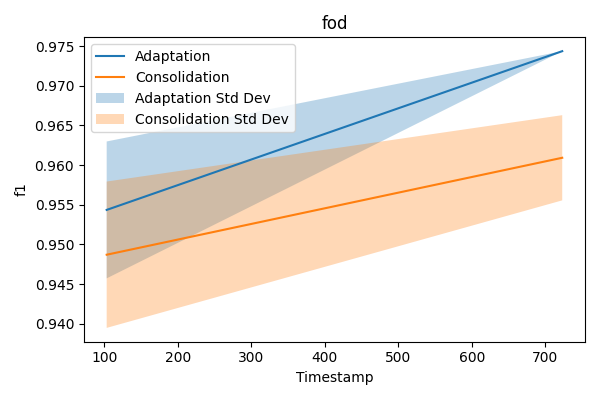 fod
0.975
0.970
0.965
0.960
0.955
0.950
0.945
0.940
f1
Adaptation
Consolidation
Adaptation Std Dev
Consolidation Std Dev
100 200 300 400 500 600 700
Timestamp